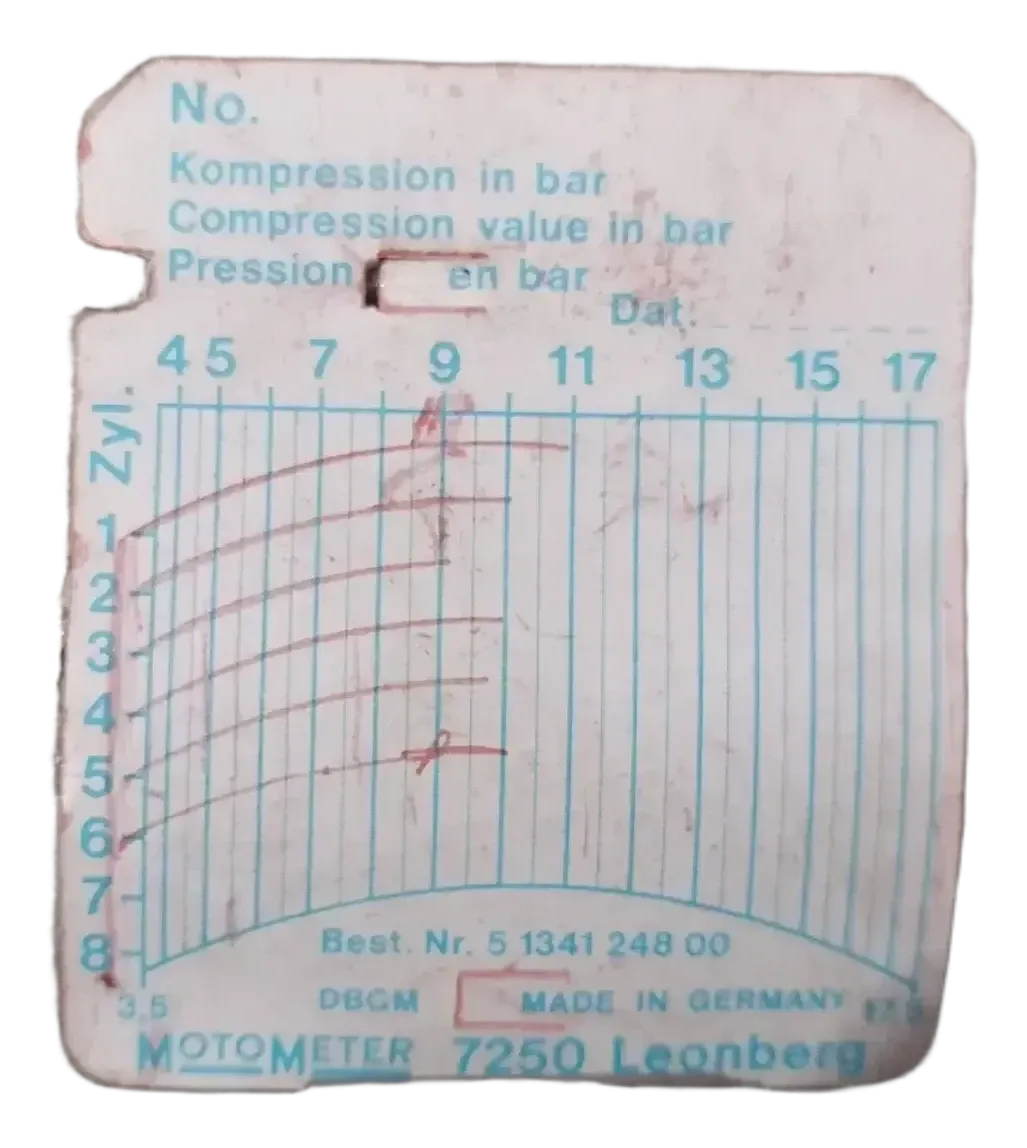 No.
Kompression in bar
Compression value in bar
Pression en bar
Dat.
4 5 7 9 11 13 15 17
Zyl.
1
2
3
4
5
6
7
8
Best. Nr. 5 1341 248 00
3.5 DBGM MADE IN GERMANY
MOTOMETER 7250 Leonberg